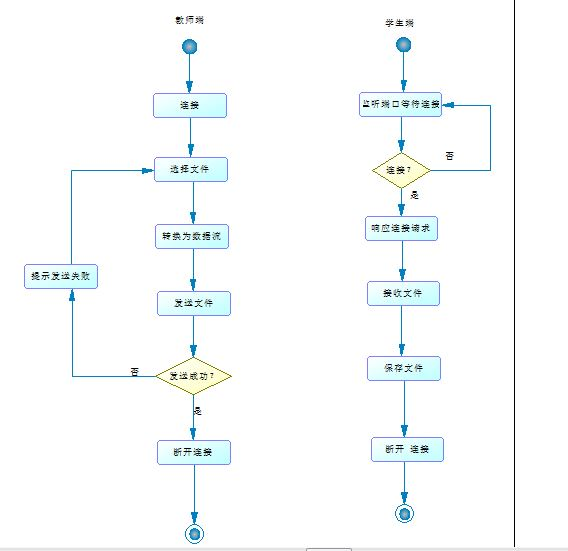 教师端
学生端
连接
监听端口等待连接
否
选择文件
连接？
是
转换为数据流
响应连接请求
提示发送失败
发送文件
接收文件
否
发送成功？
保存文件
是
断开连接
断开 连接